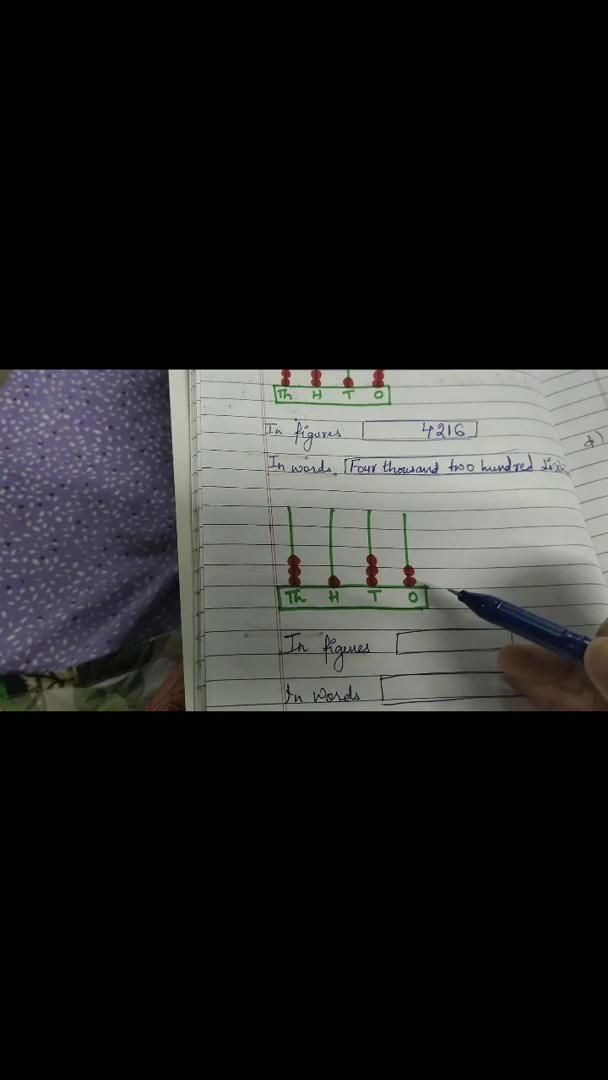 Th H T O
In figures 4216
In words Four thousand two hundred
d)
Th H T O
In figures
In words